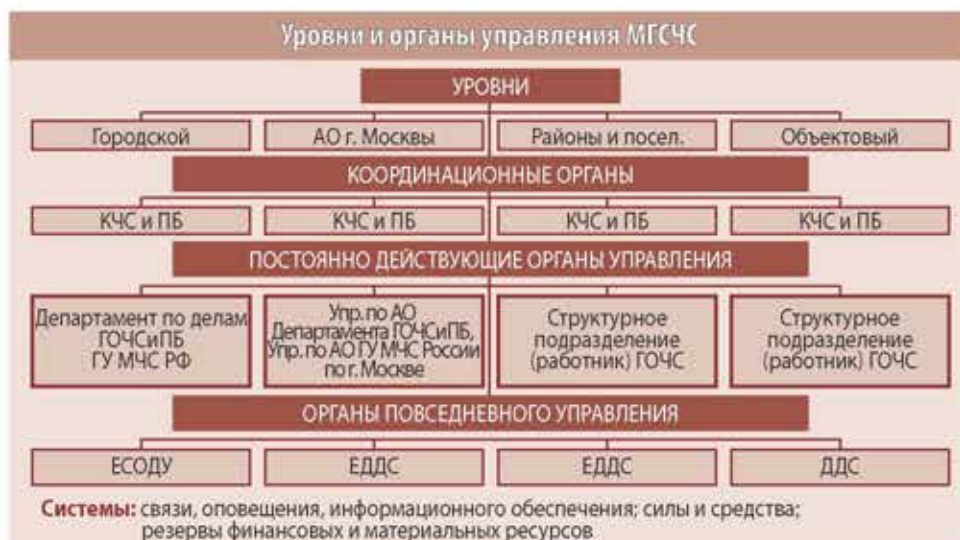 Уровни и органы управления МГСЧС
УРОВНИ
Городской
АО г. Москвы
Районы и посел.
Объектовый
КООРДИНАЦИОННЫЕ ОРГАНЫ
КЧС и ПБ
КЧС и ПБ
КЧС и ПБ
КЧС и ПБ
ПОСТОЯННО ДЕЙСТВУЮЩИЕ ОРГАНЫ УПРАВЛЕНИЯ
Департамент по делам
ГОЧСиПБ
ГУ МЧС РФ
Упр. по АО
Департамента ГОЧСиПБ,
Упр. по АО ГУ МЧС России
по г. Москве
Структурное
подразделение
(работник) ГОЧС
Структурное
подразделение
(работник) ГОЧС
ОРГАНЫ ПОВСЕДНЕВНОГО УПРАВЛЕНИЯ
ЕСОДУ
ЕДДС
ЕДДС
ДДС
Системы: связи, оповещения, информационного обеспечения; силы и средства;
резервы финансовых и материальных ресурсов